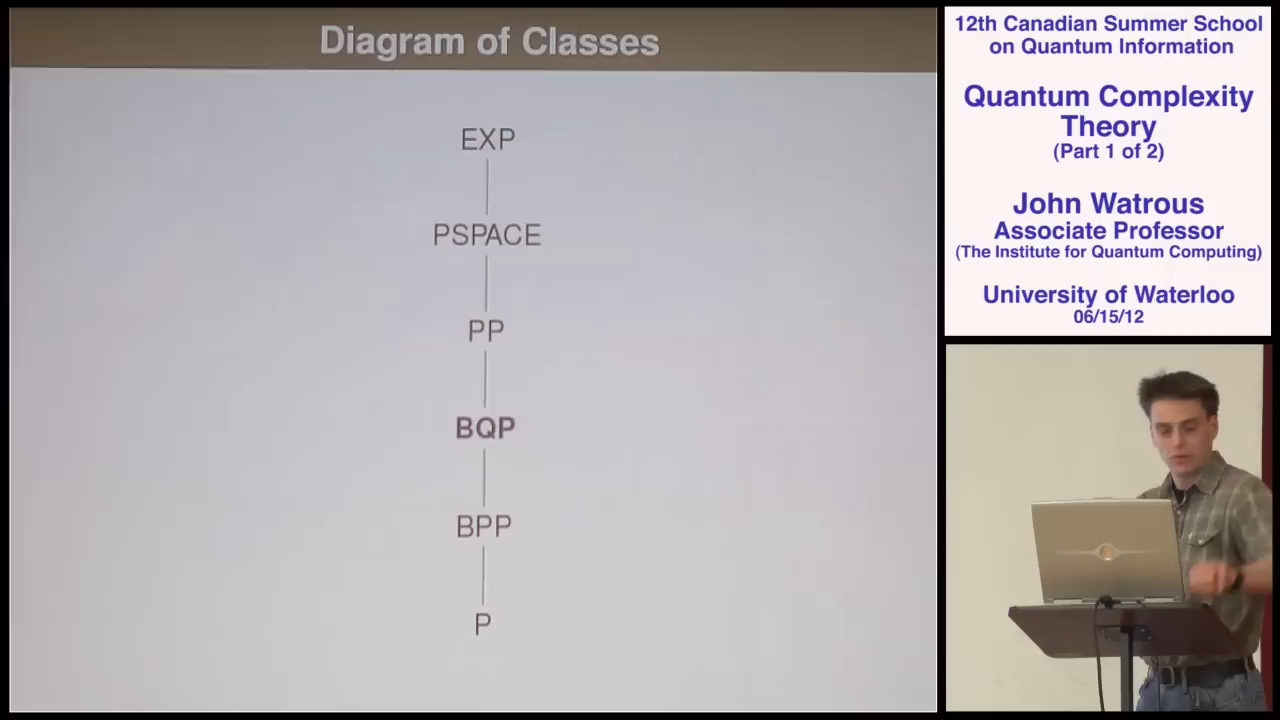 Diagram of Classes
EXP
PSPACE
PP
BQP
BPP
P
12th Canadian Summer School
on Quantum Information
Quantum Complexity
Theory
(Part 1 of 2)
John Watrous
Associate Professor
(The Institute for Quantum Computing)
University of Waterloo
06/15/12